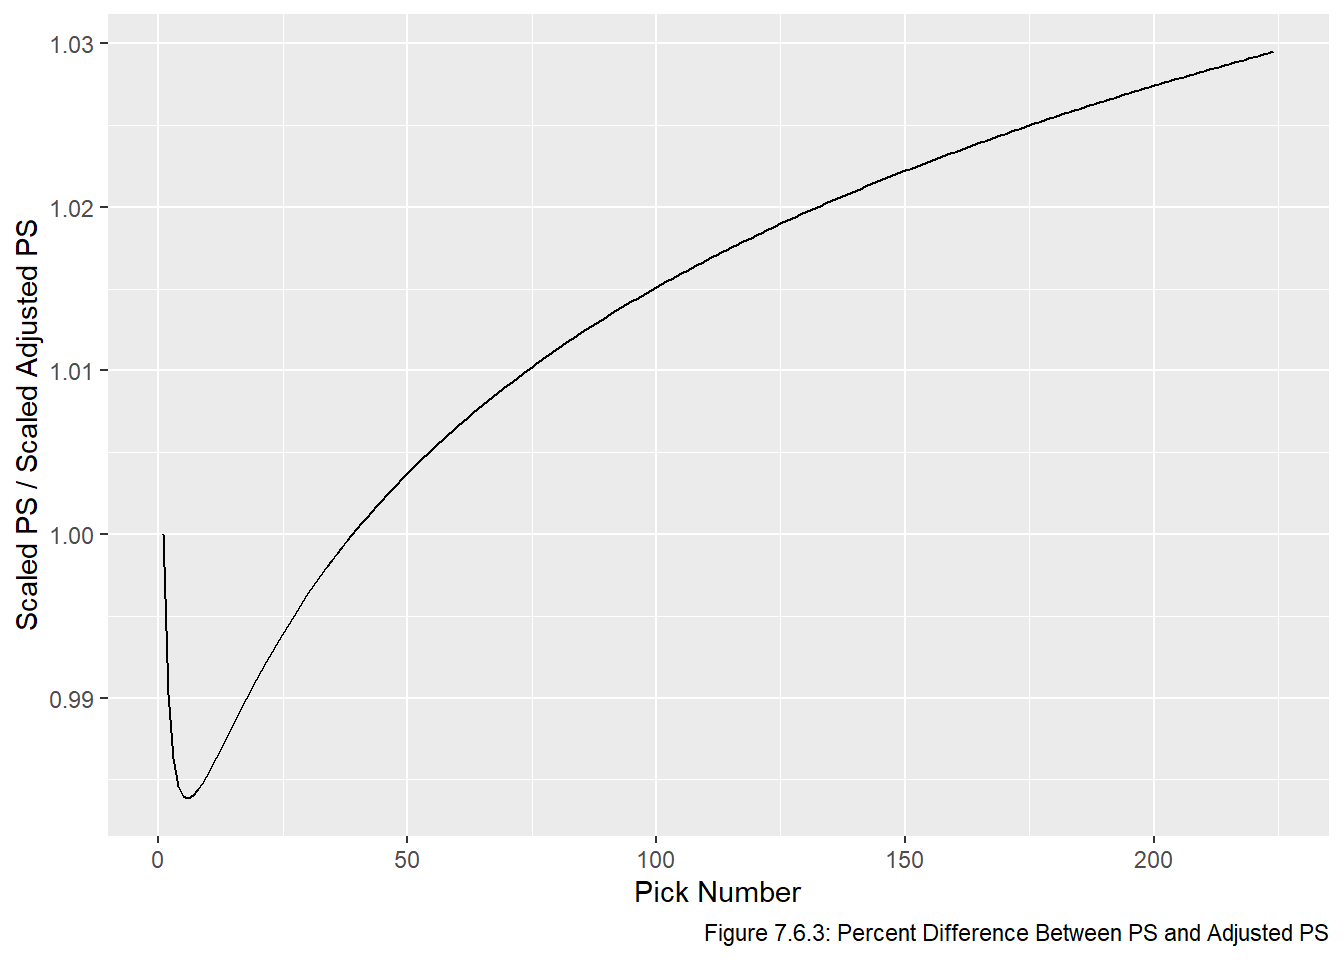 1.03
1.02
1.01
1.00
0.99
Scaled PS / Scaled Adjusted PS
0 50 100 150 200
Pick Number
Figure 7.6.3: Percent Difference Between PS and Adjusted PS